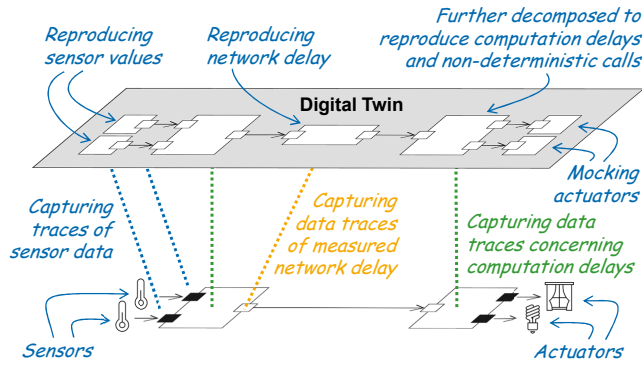 Reproducing
sensor values
Reproducing
network delay
Further decomposed to
reproduce computation delays
and non-deterministic calls
Digital Twin
Mocking
actuators
Capturing
traces of
sensor data
Capturing
data traces
of measured
network delay
Capturing data
traces concerning
computation delays
Sensors
Actuators